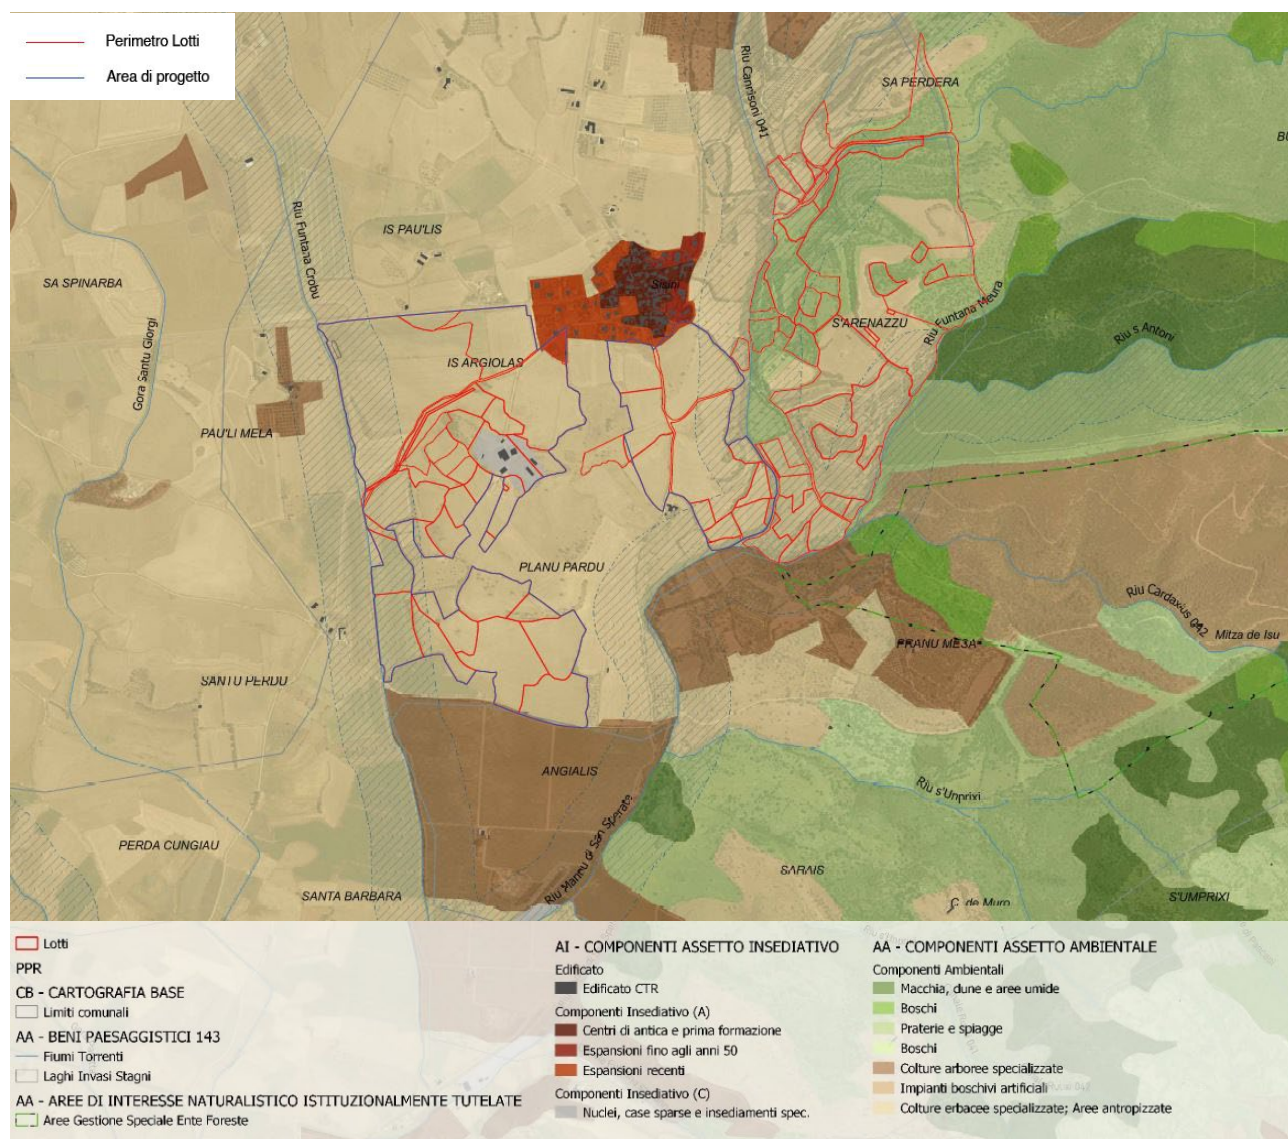 Perimetro Lotti
Area di progetto
Riu Cannisoni 041
SA PERDERA
BU
IS PAU'LIS
Riu Funtana Crobu
SA SPINARBA
Sisini
Gora Santu Giorgi
S'ARENAZZU
Riu Funtana Meura
Riu s Antoni
IS ARGIOLAS
PAU'LI MELA
PLANU PARDU
Riu Cardaxius 042
Mitza de Isu
PRANU MESA
SANTU PERDU
ANGIALIS
Riu s'Unprixi
Riu Mannu di San Sperate
PERDA CUNGIAU
SARAIS
SANTA BARBARA
C. de Muro
S'UMPRIXI
Lotti
PPR
CB - CARTOGRAFIA BASE
Limiti comunali
AA - BENI PAESAGGISTICI 143
Fiumi Torrenti
Laghi Invasi Stagni
AA - AREE DI INTERESSE NATURALISTICO ISTITUZIONALMENTE TUTELATE
Aree Gestione Speciale Ente Foreste
AI - COMPONENTI ASSETTO INSEDIATIVO
Edificato
Edificato CTR
Componenti Insediativo (A)
Centri di antica e prima formazione
Espansioni fino agli anni 50
Espansioni recenti
Componenti Insediativo (C)
Nuclei, case sparse e insediamenti spec.
AA - COMPONENTI ASSETTO AMBIENTALE
Componenti Ambientali
Macchia, dune e aree umide
Boschi
Praterie e spiagge
Boschi
Colture arboree specializzate
Impianti boschivi artificiali
Colture erbacee specializzate; Aree antropizzate